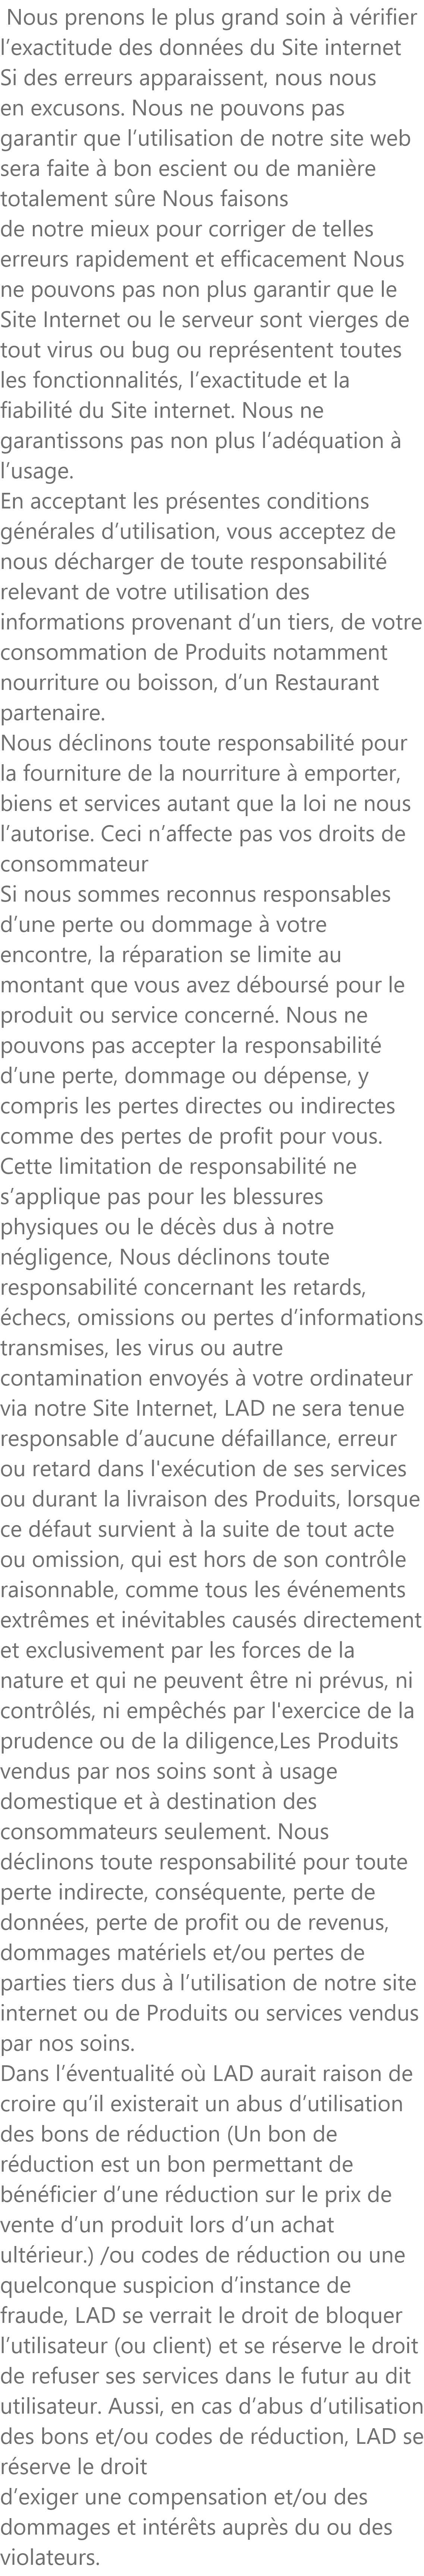 Nous prenons le plus grand soin à vérifier
l’exactitude des données du Site internet
Si des erreurs apparaissent, nous nous
en excusons. Nous ne pouvons pas
garantir que l’utilisation de notre site web
sera faite à bon escient ou de manière
totalement sûre Nous faisons
de notre mieux pour corriger de telles
erreurs rapidement et efficacement Nous
ne pouvons pas non plus garantir que le
Site Internet ou le serveur sont vierges de
tout virus ou bug ou représentent toutes
les fonctionnalités, l’exactitude et la
fiabilité du Site internet. Nous ne
garantissons pas non plus l’adéquation à
l’usage.
En acceptant les présentes conditions
générales d’utilisation, vous acceptez de
nous décharger de toute responsabilité
relevant de votre utilisation des
informations provenant d’un tiers, de votre
consommation de Produits notamment
nourriture ou boisson, d’un Restaurant
partenaire.
Nous déclinons toute responsabilité pour
la fourniture de la nourriture à emporter,
biens et services autant que la loi ne nous
l’autorise. Ceci n’affecte pas vos droits de
consommateur
Si nous sommes reconnus responsables
d’une perte ou dommage à votre
encontre, la réparation se limite au
montant que vous avez déboursé pour le
produit ou service concerné. Nous ne
pouvons pas accepter la responsabilité
d’une perte, dommage ou dépense, y
compris les pertes directes ou indirectes
comme des pertes de profit pour vous.
Cette limitation de responsabilité ne
s’applique pas pour les blessures
physiques ou le décès dus à notre
négligence, Nous déclinons toute
responsabilité concernant les retards,
échecs, omissions ou pertes d’informations
transmises, les virus ou autre
contamination envoyés à votre ordinateur
via notre Site Internet, LAD ne sera tenue
responsable d’aucune défaillance, erreur
ou retard dans l'exécution de ses services
ou durant la livraison des Produits, lorsque
ce défaut survient à la suite de tout acte
ou omission, qui est hors de son contrôle
raisonnable, comme tous les événements
extrêmes et inévitables causés directement
et exclusivement par les forces de la
nature et qui ne peuvent être ni prévus, ni
contrôlés, ni empêchés par l'exercice de la
prudence ou de la diligence,Les Produits
vendus par nos soins sont à usage
domestique et à destination des
consommateurs seulement. Nous
déclinons toute responsabilité pour toute
perte indirecte, conséquente, perte de
données, perte de profit ou de revenus,
dommages matériels et/ou pertes de
parties tiers dus à l’utilisation de notre site
internet ou de Produits ou services vendus
par nos soins.
Dans l’éventualité où LAD aurait raison de
croire qu’il existerait un abus d’utilisation
des bons de réduction (Un bon de
réduction est un bon permettant de
bénéficier d’une réduction sur le prix de
vente d’un produit lors d’un achat
ultérieur.) /ou codes de réduction ou une
quelconque suspicion d’instance de
fraude, LAD se verrait le droit de bloquer
l’utilisateur (ou client) et se réserve le droit
de refuser ses services dans le futur au dit
utilisateur. Aussi, en cas d’abus d’utilisation
des bons et/ou codes de réduction, LAD se
réserve le droit
d’exiger une compensation et/ou des
dommages et intérêts auprès du ou des
violateurs.